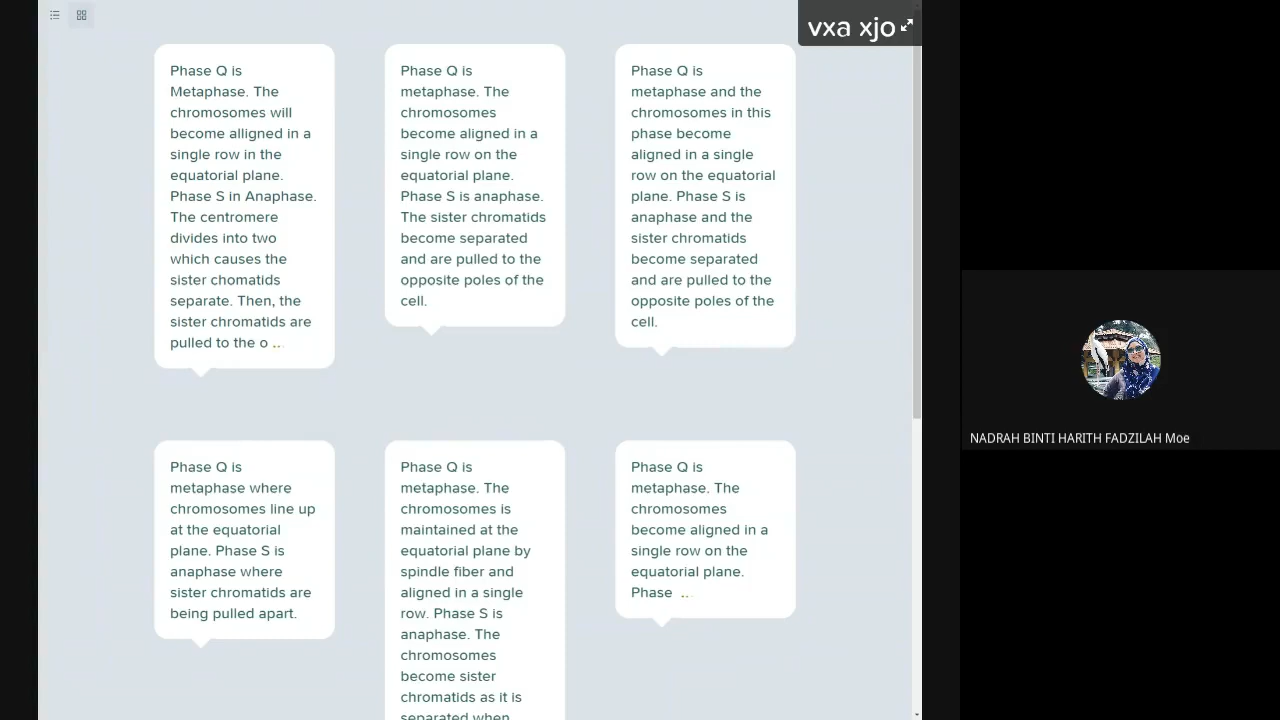 vxa xjo
Phase Q is
Metaphase. The
chromosomes will
become alligned in a
single row in the
equatorial plane.
Phase S in Anaphase.
The centromere
divides into two
which causes the
sister chomatids
separate. Then, the
sister chromatids are
pulled to the o ...
Phase Q is
metaphase. The
chromosomes
become aligned in a
single row on the
equatorial plane.
Phase S is anaphase.
The sister chromatids
become separated
and are pulled to the
opposite poles of the
cell.
Phase Q is
metaphase and the
chromosomes in this
phase become
aligned in a single
row on the equatorial
plane. Phase S is
anaphase and the
sister chromatids
become separated
and are pulled to the
opposite poles of the
cell.
Phase Q is
metaphase where
chromosomes line up
at the equatorial
plane. Phase S is
anaphase where
sister chromatids are
being pulled apart.
Phase Q is
metaphase. The
chromosomes is
maintained at the
equatorial plane by
spindle fiber and
aligned in a single
row. Phase S is
anaphase. The
chromosomes
become sister
chromatids as it is
separated when
Phase Q is
metaphase. The
chromosomes
become aligned in a
single row on the
equatorial plane.
Phase ...
NADRAH BINTI HARITH FADZILAH Moe